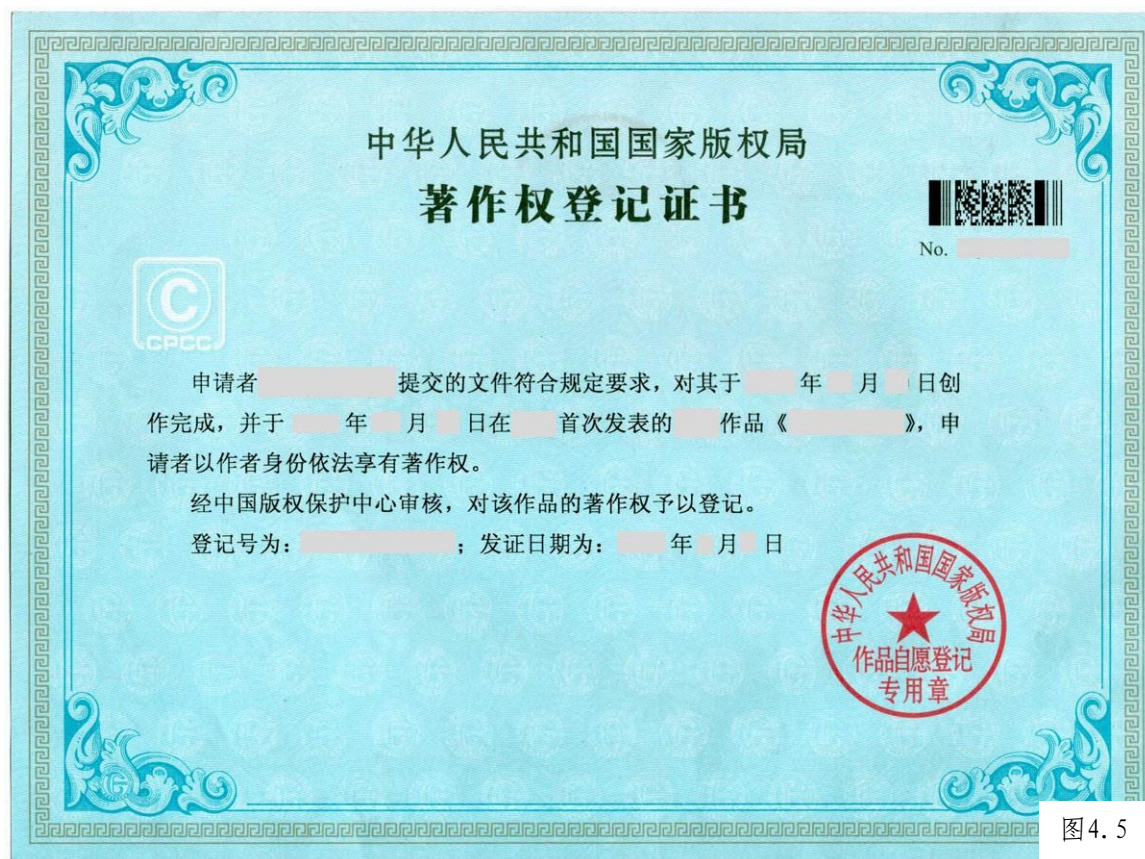 中华人民共和国国家版权局
著作权登记证书
No.
CPCC
申请者 提交的文件符合规定要求，对其于 年 月 日创
作完成，并于 年 月 日在 首次发表的 作品《 》，申
请者以作者身份依法享有著作权。
经中国版权保护中心审核，对该作品的著作权予以登记。
登记号为： ；发证日期为： 年 月 日
中华人民共和国国家版权局
作品自愿登记
专用章
图4.5